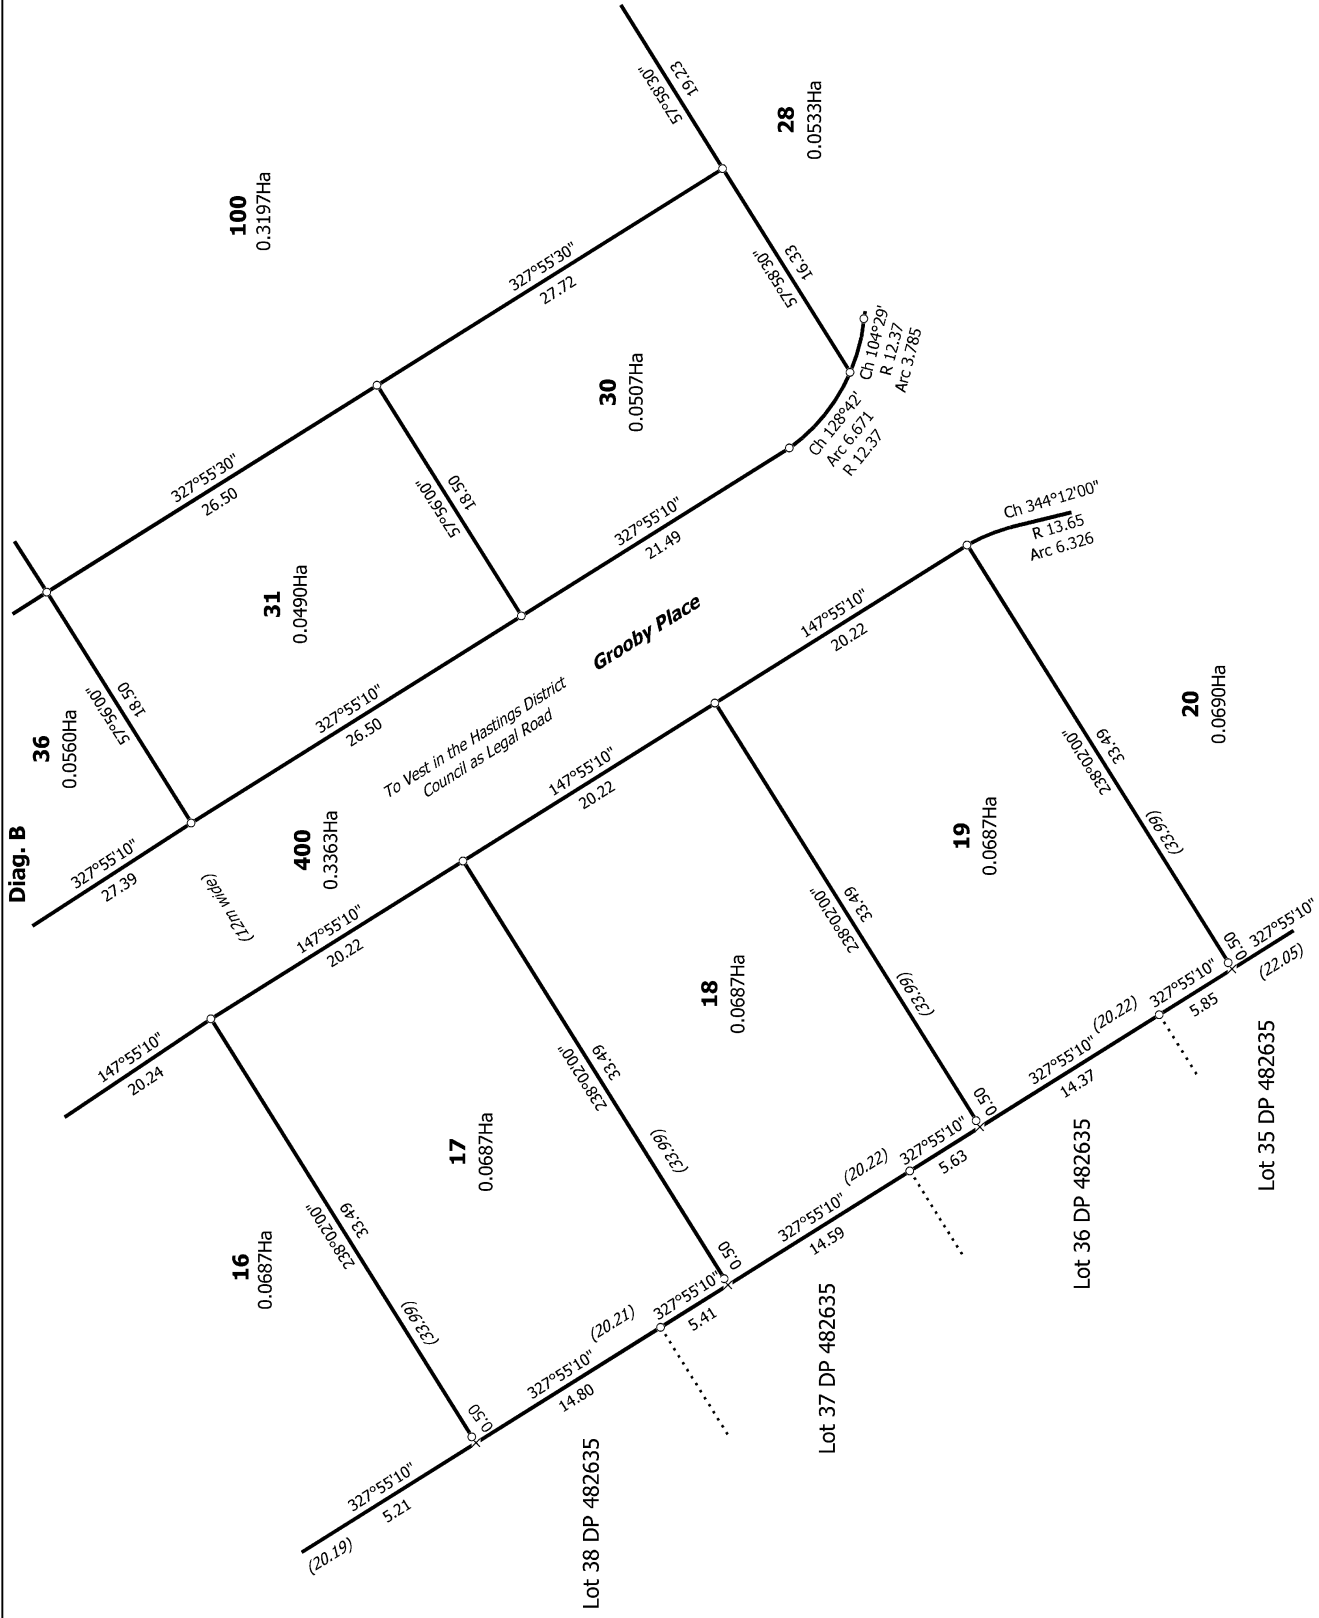 Diag. B
36
0.0560Ha
100
0.3197Ha
28
0.0533Ha
57°58'30"
19.23
327°55'30"
27.72
57°58'30"
16.33
327°55'30"
26.50
30
0.0507Ha
57°56'00"
18.50
31
0.0490Ha
57°56'00"
18.50
327°55'10"
21.49
Ch 104°29'
R 12.37
Arc 3.785
Ch 128°42'
Arc 6.671
R 12.37
327°55'10"
27.39
327°55'10"
26.50
(12m wide)
400
0.3363Ha
To Vest in the Hastings District
Council as Legal Road
Grooby Place
Ch 344°12'00"
R 13.65
Arc 6.326
147°55'10"
20.24
147°55'10"
20.22
147°55'10"
20.22
147°55'10"
20.22
16
0.0687Ha
238°02'00"
33.49
(33.99)
0.50
17
0.0687Ha
238°02'00"
33.49
(33.99)
0.50
18
0.0687Ha
238°02'00"
33.49
(33.99)
0.50
19
0.0687Ha
238°02'00"
33.49
(33.99)
0.50
20
0.0690Ha
327°55'10"
5.21
(20.19)
327°55'10"
14.80
(20.21)
327°55'10"
5.41
327°55'10"
14.59
(20.22)
327°55'10"
5.63
327°55'10"
14.37
(20.22)
327°55'10"
5.85
327°55'10"
(22.05)
Lot 38 DP 482635
Lot 37 DP 482635
Lot 36 DP 482635
Lot 35 DP 482635